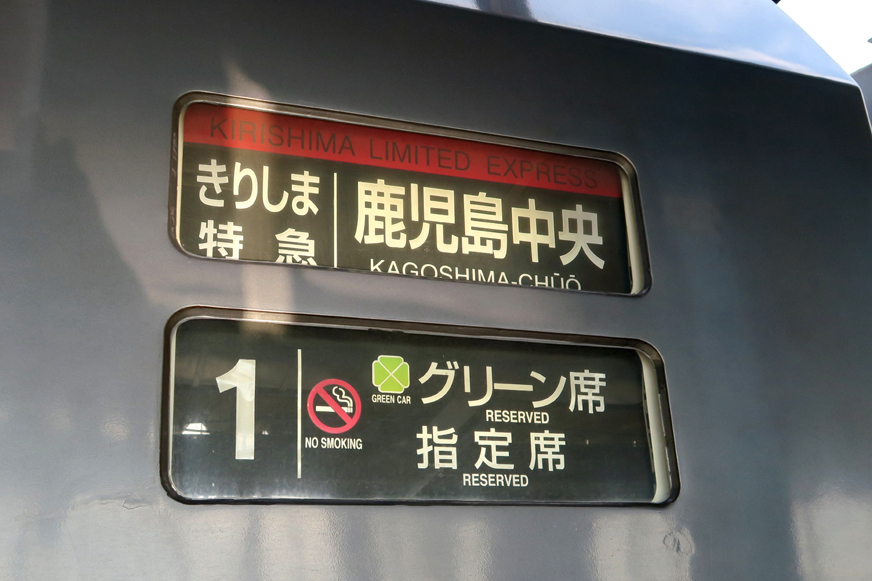 KIRISHIMA LIMITED EXPRESS
きりしま
特急
鹿児島中央
KAGOSHIMA-CHŪŌ
1
NO SMOKING
GREEN CAR
グリーン席
RESERVED
指定席
RESERVED